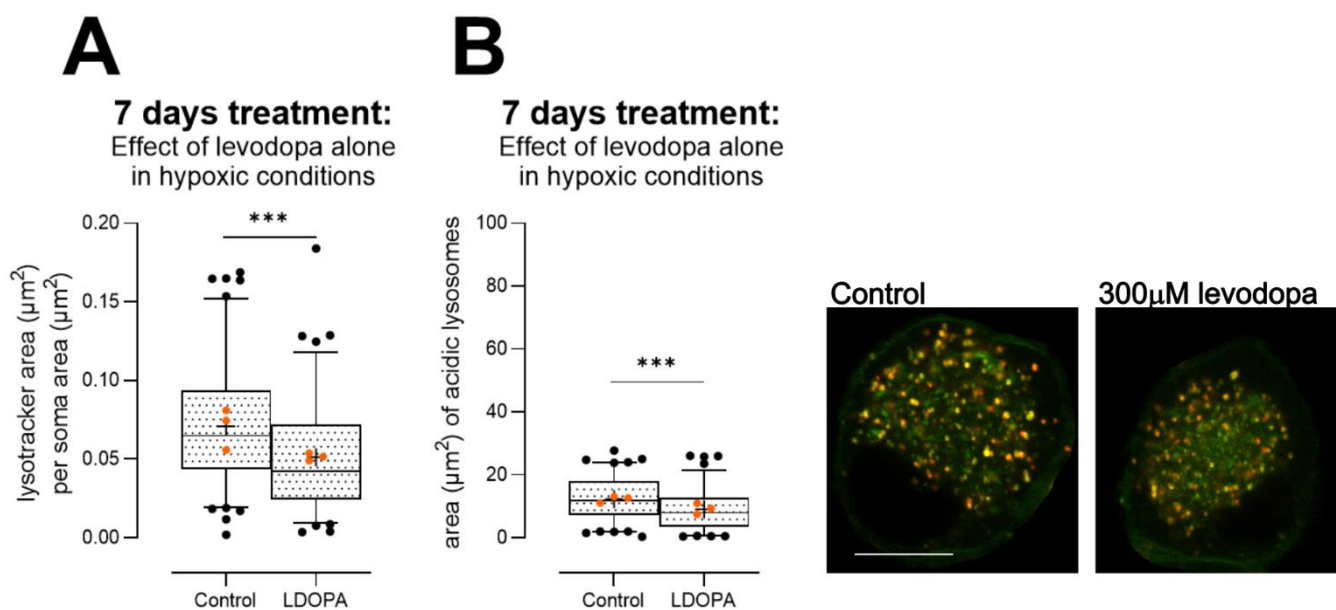 A
7 days treatment:
Effect of levodopa alone
in hypoxic conditions
lysotracker area (µm²)
per soma area (µm²)
0.20
0.15
0.10
0.05
0.00
***
Control
LDOPA
B
7 days treatment:
Effect of levodopa alone
in hypoxic conditions
area (µm²) of acidic lysosomes
100
80
60
40
20
0
***
Control
LDOPA
Control
300µM levodopa